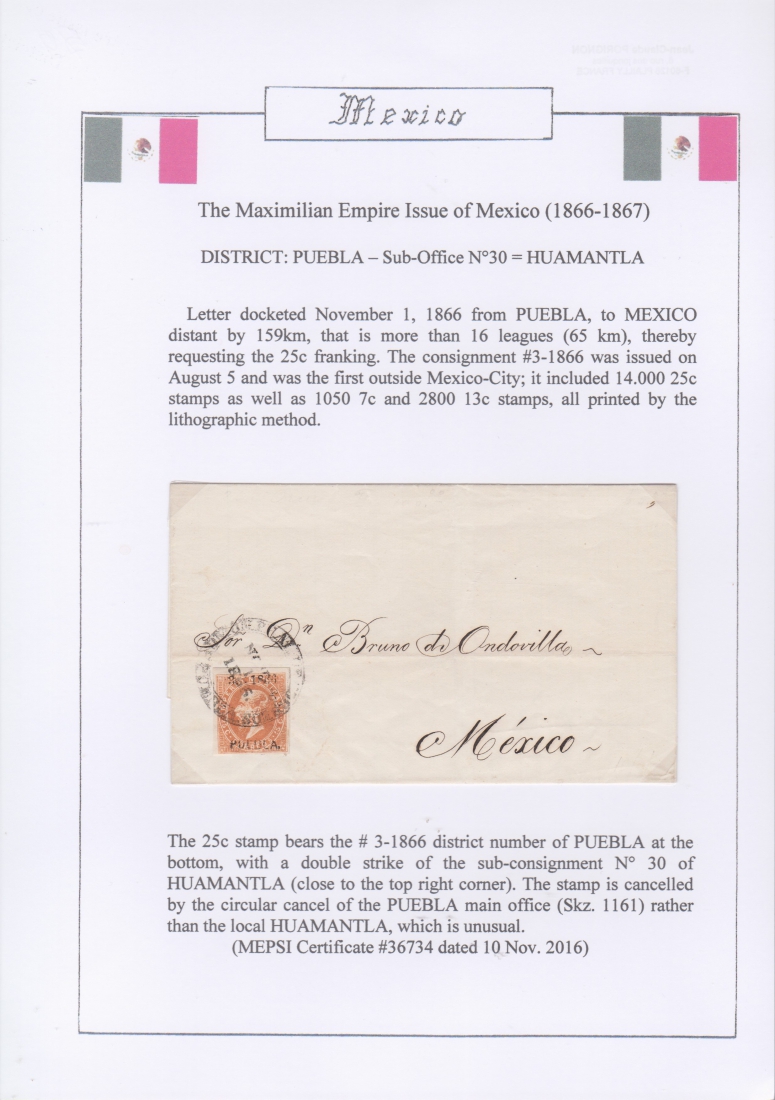 Mexico
The Maximilian Empire Issue of Mexico (1866-1867)
DISTRICT: PUEBLA – Sub-Office N°30 = HUAMANTLA
Letter docketed November 1, 1866 from PUEBLA, to MEXICO
distant by 159km, that is more than 16 leagues (65 km), thereby
requesting the 25c franking. The consignment #3-1866 was issued on
August 5 and was the first outside Mexico-City; it included 14.000 25c
stamps as well as 1050 7c and 2800 13c stamps, all printed by the
lithographic method.
Sor Dn Bruno de Ondovilla
México
The 25c stamp bears the # 3-1866 district number of PUEBLA at the
bottom, with a double strike of the sub-consignment N° 30 of
HUAMANTLA (close to the top right corner). The stamp is cancelled
by the circular cancel of the PUEBLA main office (Skz. 1161) rather
than the local HUAMANTLA, which is unusual.
(MEPSI Certificate #36734 dated 10 Nov. 2016)